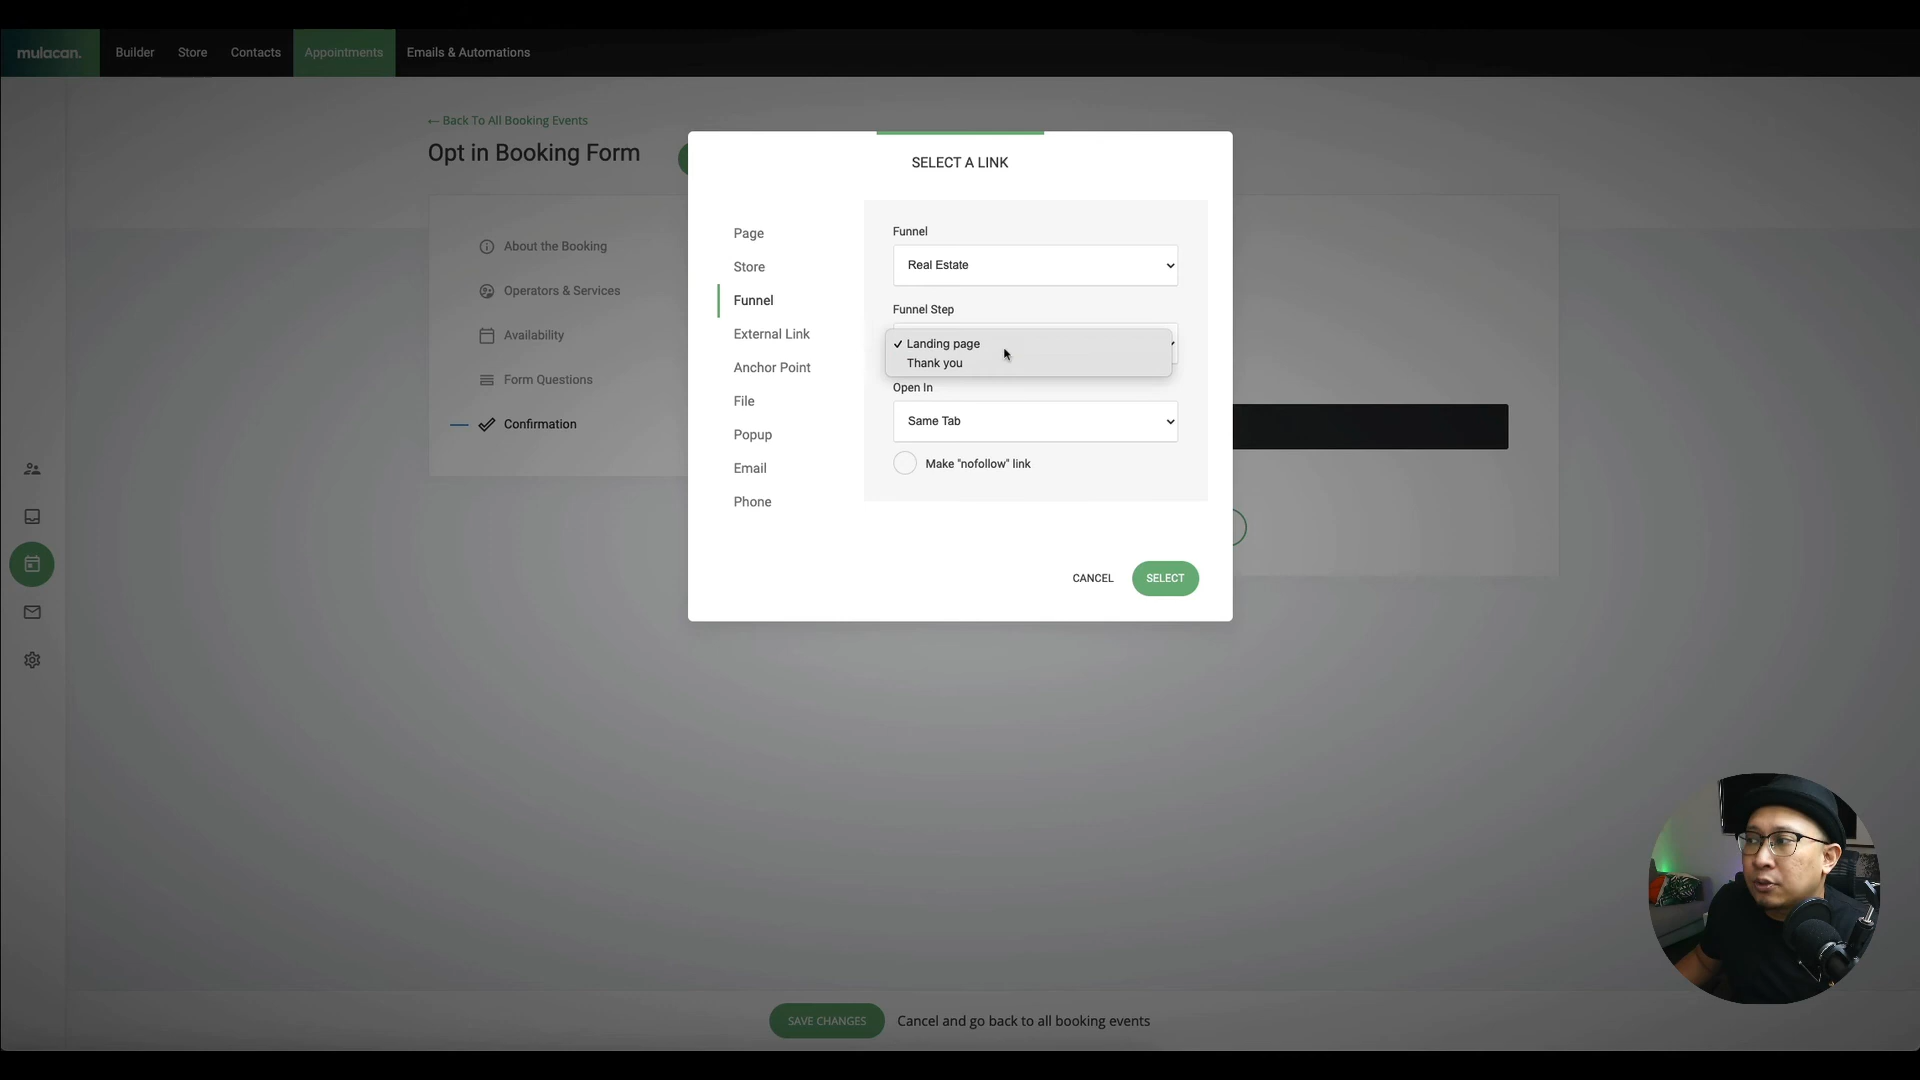 mulacan.
Builder
Store
Contacts
Appointments
Emails & Automations
← Back To All Booking Events
Opt in Booking Form
About the Booking
Operators & Services
Availability
Form Questions
Confirmation
SELECT A LINK
Page
Store
Funnel
External Link
Anchor Point
File
Popup
Email
Phone
Funnel
Real Estate
Funnel Step
✓ Landing page
Thank you
Open In
Same Tab
Make "nofollow" link
CANCEL
SELECT
SAVE CHANGES
Cancel and go back to all booking events